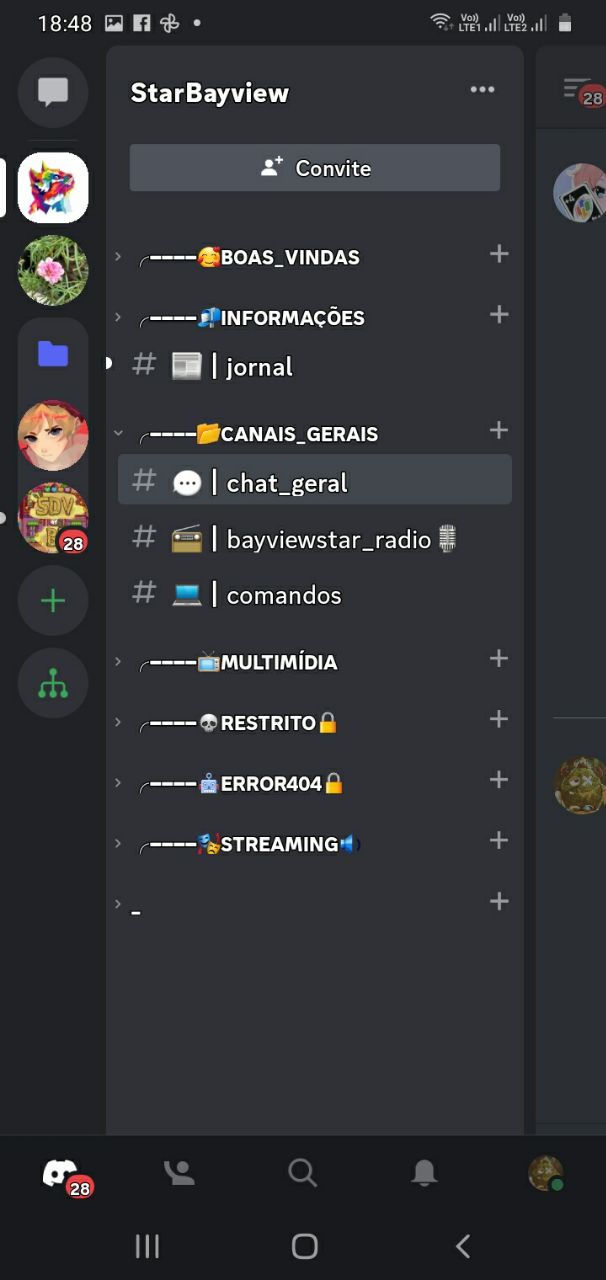 18:48
Vo)) LTE1 Vo)) LTE2
StarBayview
28
Convite
╭━━━━🥰BOAS_VINDAS
╭━━━━📬INFORMAÇÕES
# 📰┃jornal
╭━━━━📂CANAIS_GERAIS
# 💬┃chat_geral
SDV
28
# 📻┃bayviewstar_radio🎙
# 💻┃comandos
╭━━━━📺MULTIMÍDIA
╭━━━━💀RESTRITO🔒
╭━━━━🤖ERROR404🔒
╭━━━━🎭STREAMING🔊
-
28